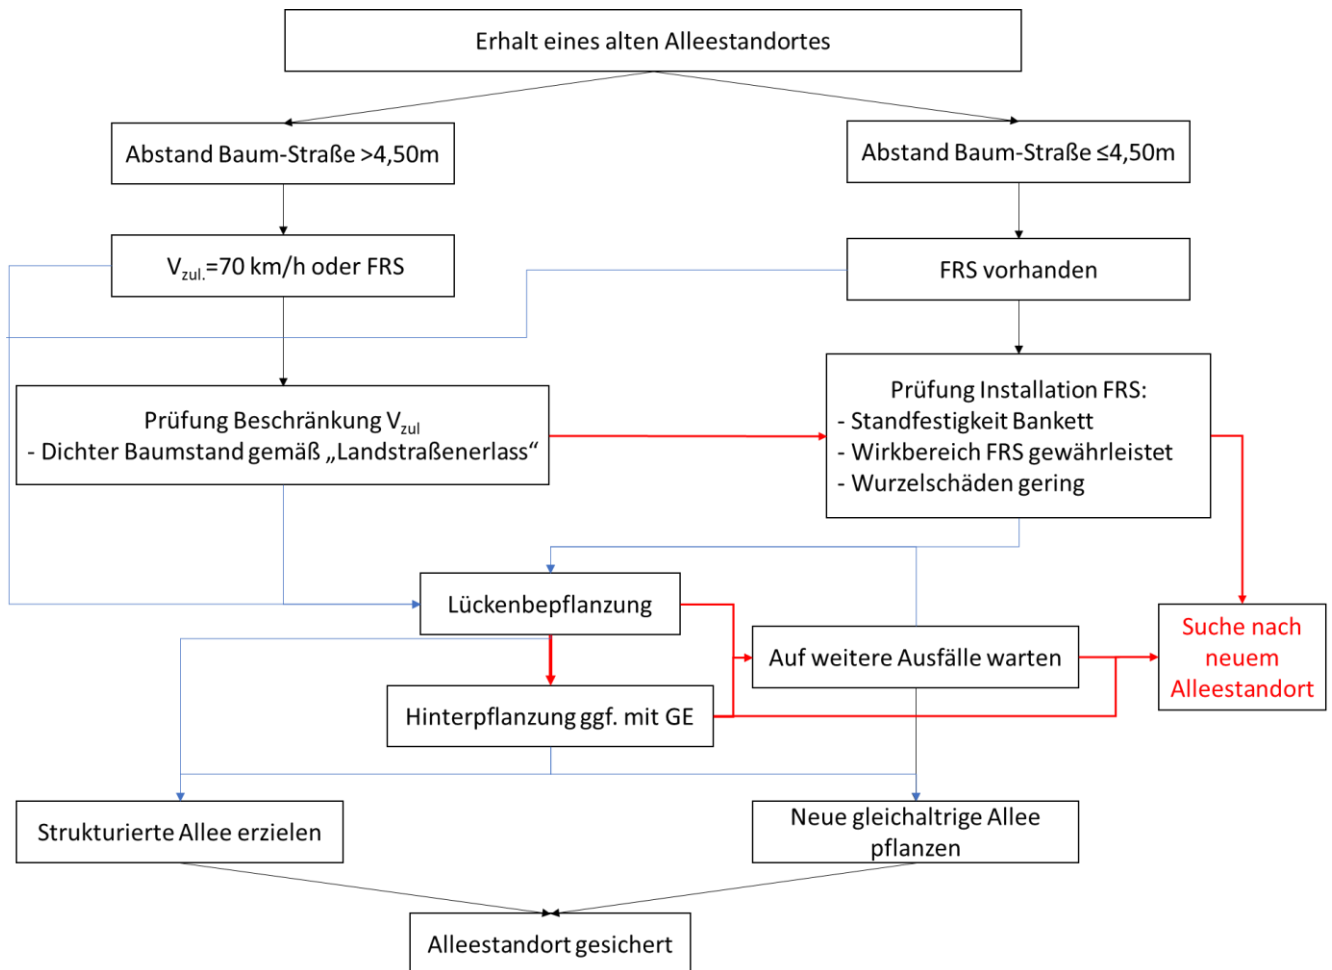 Erhalt eines alten Alleestandortes
Abstand Baum-Straße >4,50m
Abstand Baum-Straße ≤4,50m
Vzul.=70 km/h oder FRS
FRS vorhanden
Prüfung Beschränkung Vzul
- Dichter Baumstand gemäß „Landstraßenerlass“
Prüfung Installation FRS:
- Standfestigkeit Bankett
- Wirkbereich FRS gewährleistet
- Wurzelschäden gering
Lückenbepflanzung
Auf weitere Ausfälle warten
Suche nach
neuem
Alleestandort
Hinterpflanzung ggf. mit GE
Strukturierte Allee erzielen
Neue gleichaltrige Allee
pflanzen
Alleestandort gesichert